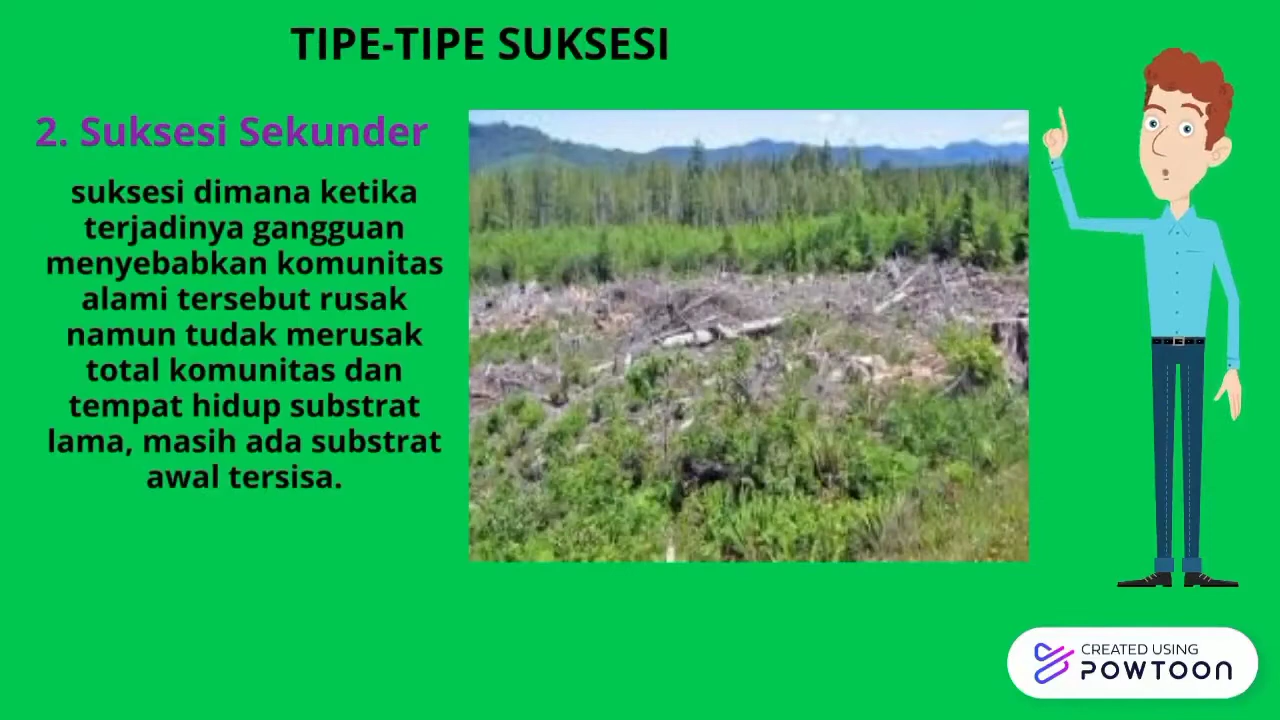 TIPE-TIPE SUKSESI
2. Suksesi Sekunder
suksesi dimana ketika
terjadinya gangguan
menyebabkan komunitas
alami tersebut rusak
namun tudak merusak
total komunitas dan
tempat hidup substrat
lama, masih ada substrat
awal tersisa.
CREATED USING
POWTOON